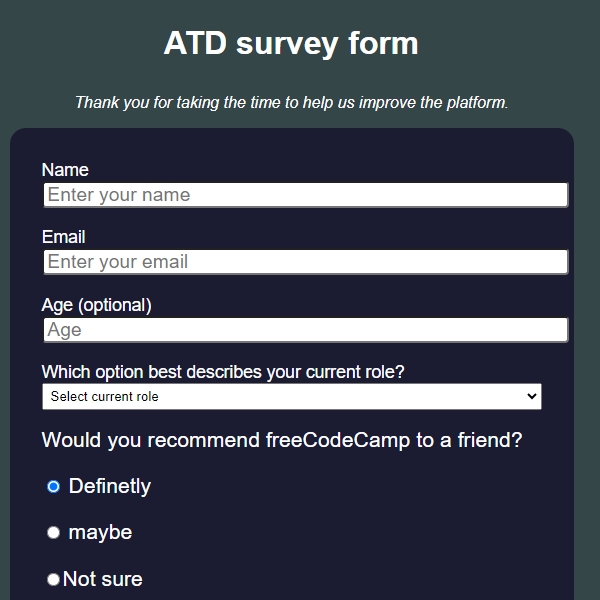 ATD survey form
Thank you for taking the time to help us improve the platform.
Name
Enter your name
Email
Enter your email
Age (optional)
Age
Which option best describes your current role?
Select current role
Would you recommend freeCodeCamp to a friend?
Definetly
maybe
Not sure